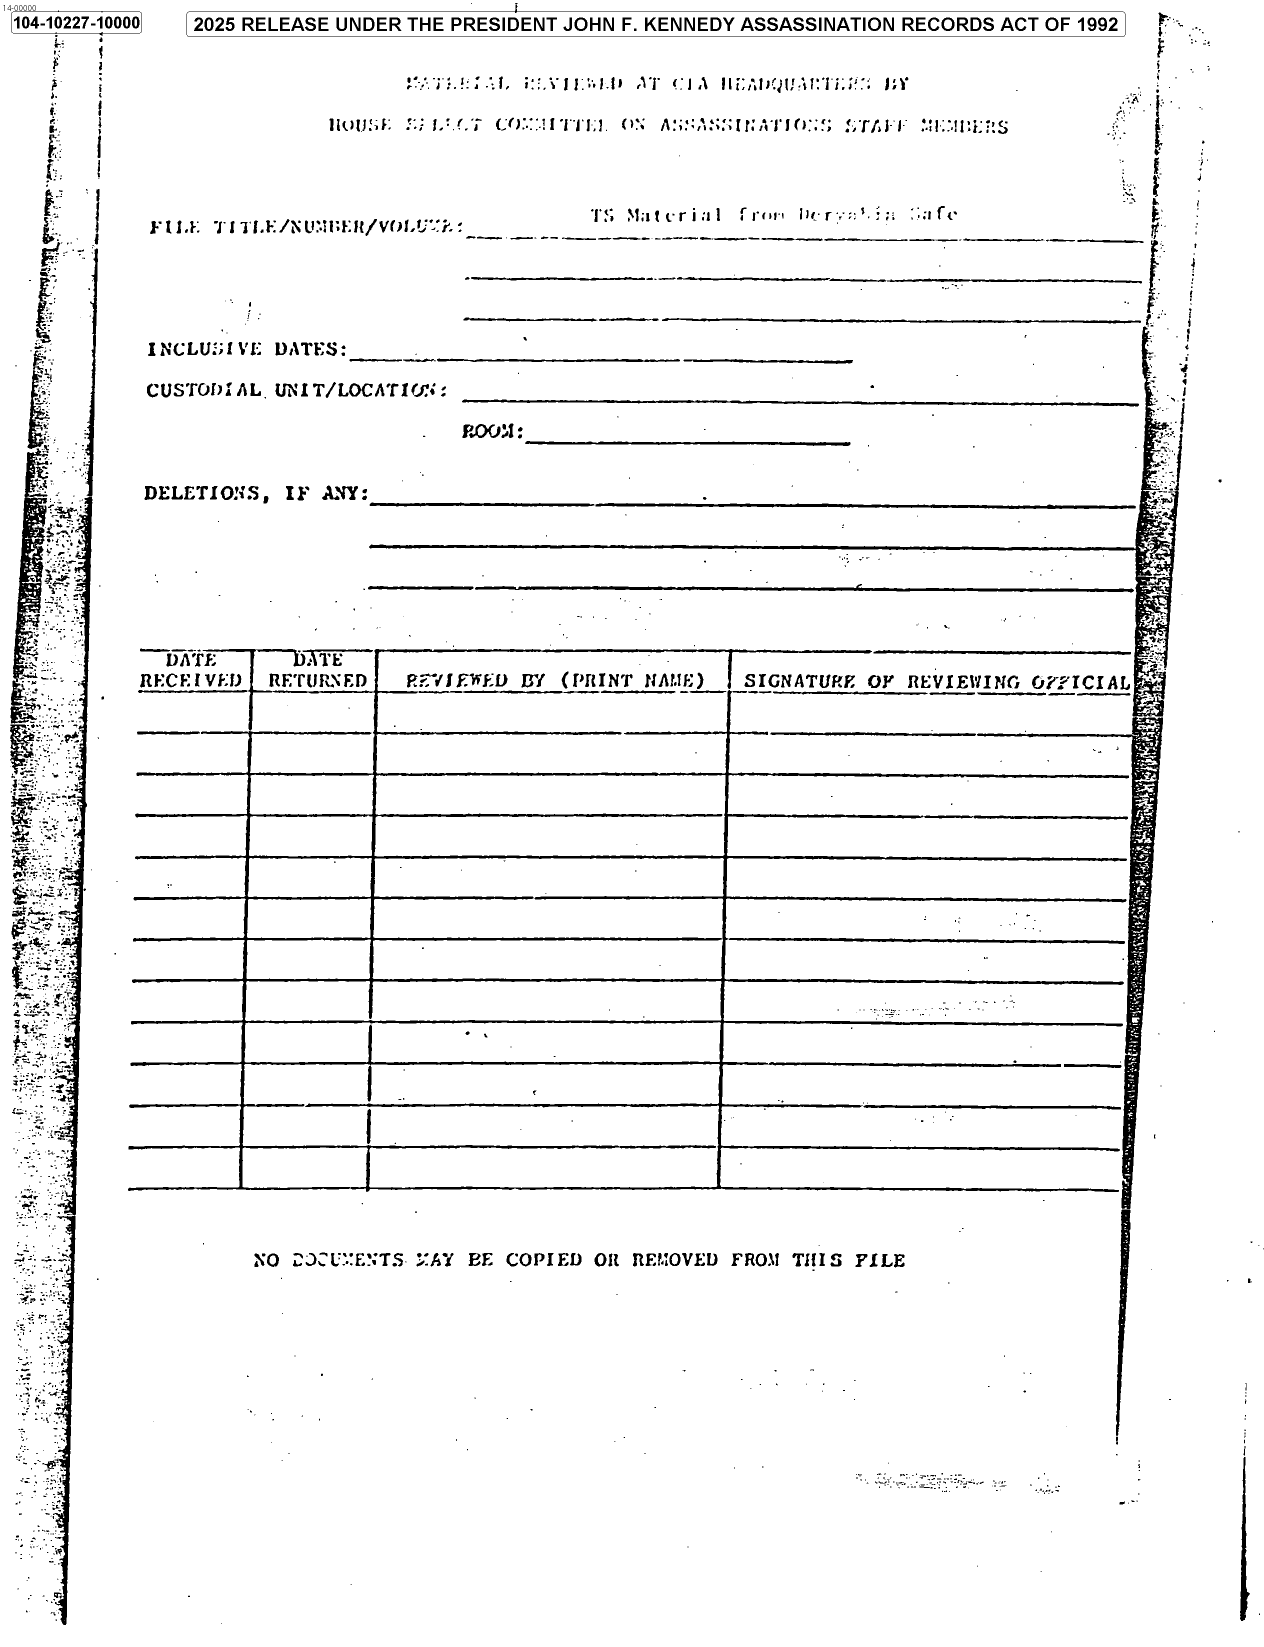 14-00000
104-10227-10000
2025 RELEASE UNDER THE PRESIDENT JOHN F. KENNEDY ASSASSINATION RECORDS ACT OF 1992
MATERIAL REVIEWED AT CIA HEADQUARTERS BY
HOUSE SELECT COMMITTEE ON ASSASSINATIONS STAFF MEMBERS
FILE TITLE/NUMBER/VOLUME: TS Material from Deryabin Safe
INCLUSIVE DATES:
CUSTODIAL UNIT/LOCATION:
ROOM:
DELETIONS, IF ANY:
DATE RECEIVED
DATE RETURNED
REVIEWED BY (PRINT NAME)
SIGNATURE OF REVIEWING OFFICIAL
NO DOCUMENTS MAY BE COPIED OR REMOVED FROM THIS FILE